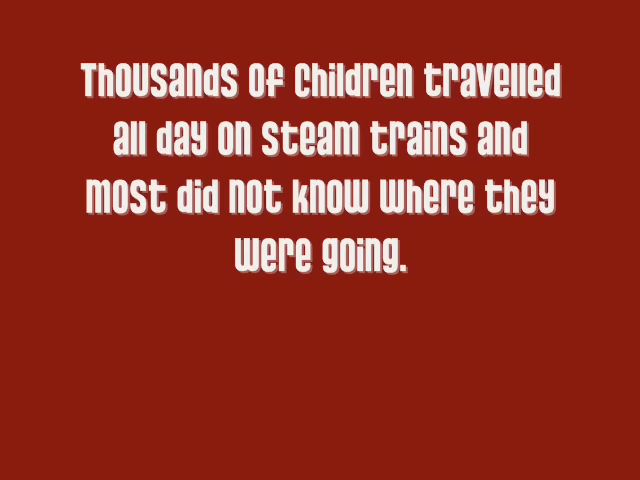 Thousands of children travelled
all day on steam trains and
most did not know where they
were going.